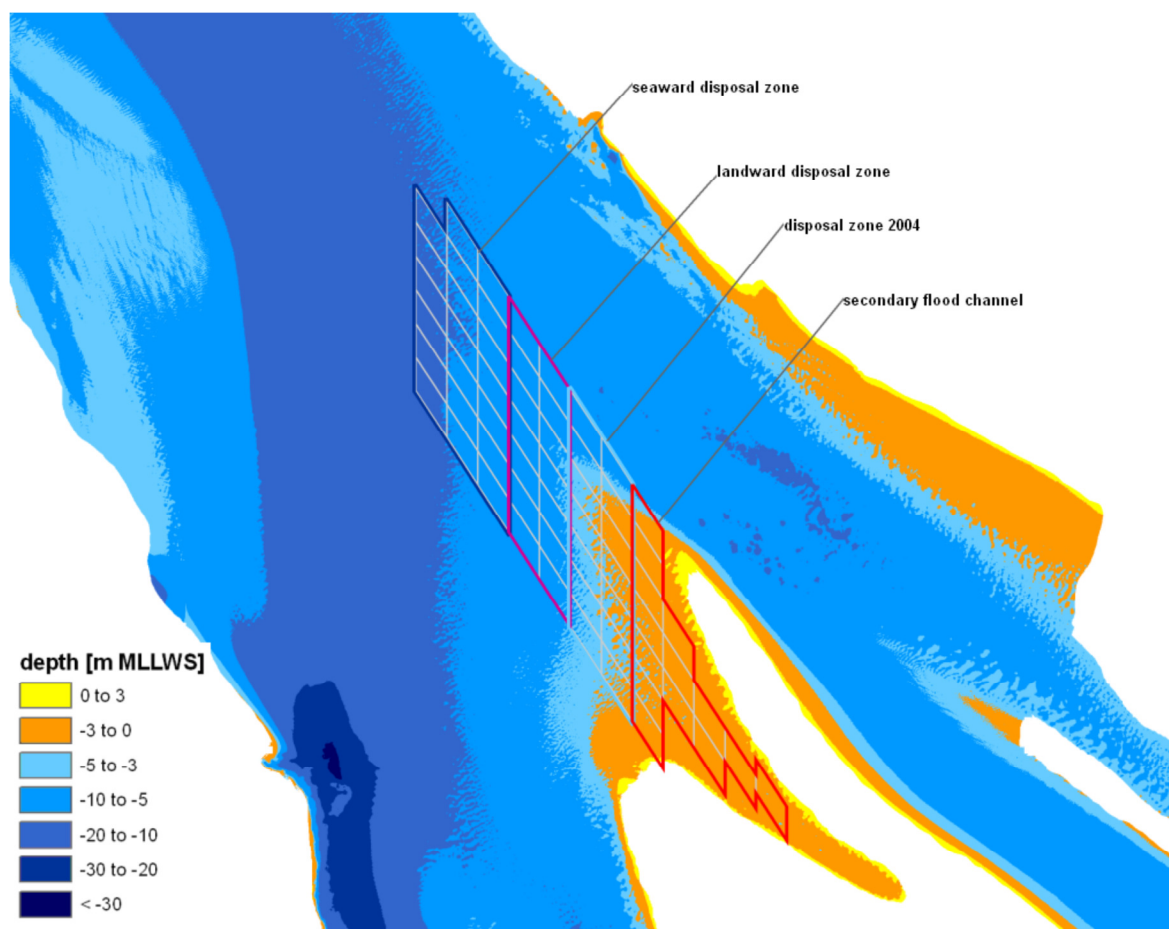 seaward disposal zone
landward disposal zone
disposal zone 2004
secondary flood channel
depth [m MLLWS]
0 to 3
-3 to 0
-5 to -3
-10 to -5
-20 to -10
-30 to -20
< -30